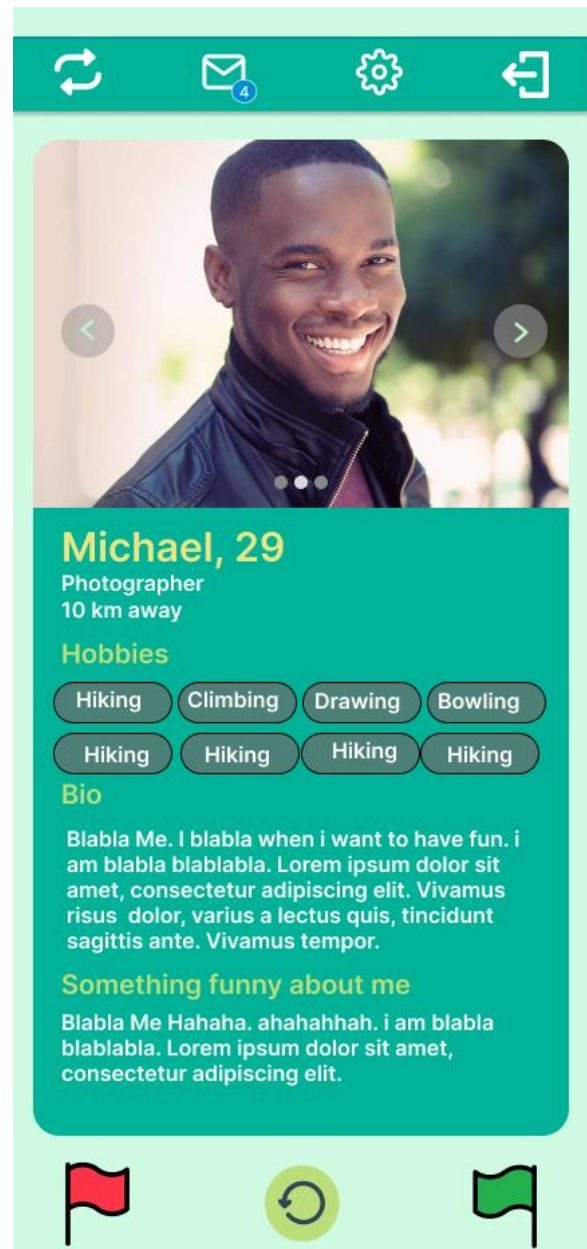 4
Michael, 29
Photographer
10 km away
Hobbies
Hiking Climbing Drawing Bowling
Hiking Hiking Hiking Hiking
Bio
Blabla Me. I blabla when i want to have fun. i
am blabla blablabla. Lorem ipsum dolor sit
amet, consectetur adipiscing elit. Vivamus
risus  dolor, varius a lectus quis, tincidunt
sagittis ante. Vivamus tempor.
Something funny about me
Blabla Me Hahaha. ahahahhah. i am blabla
blablabla. Lorem ipsum dolor sit amet,
consectetur adipiscing elit.